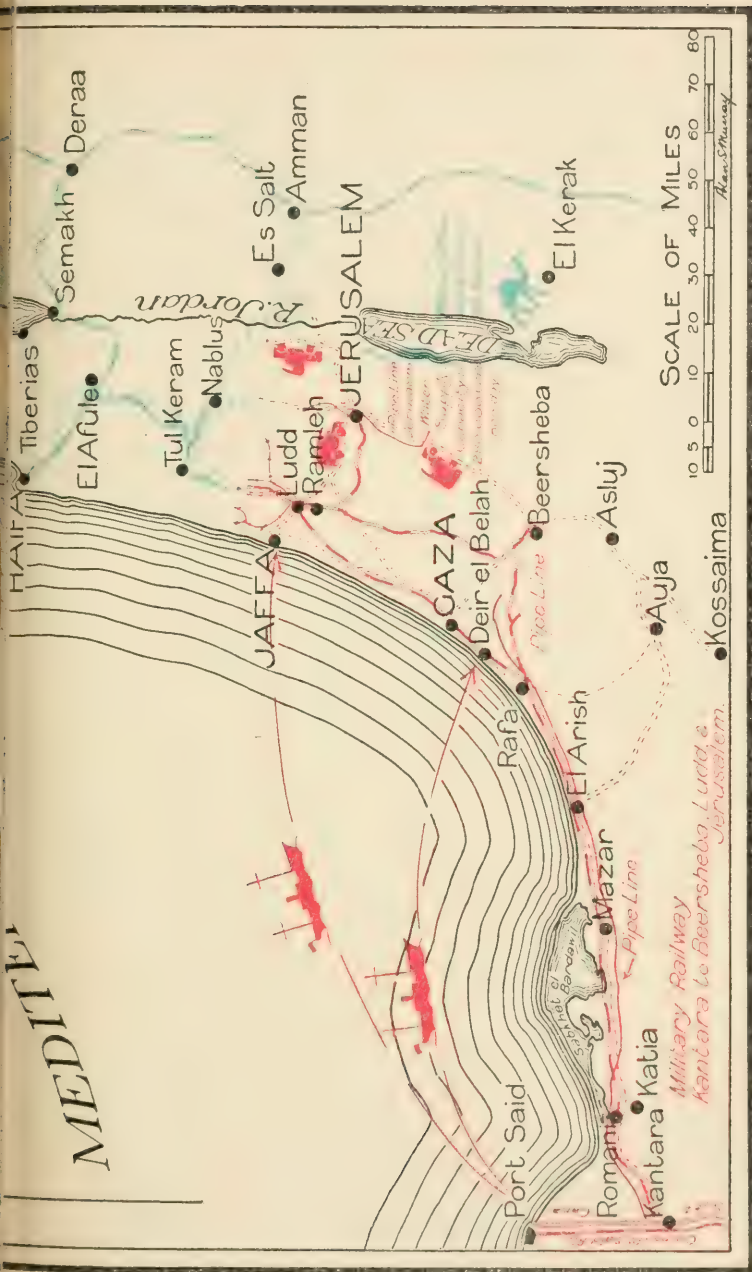 MEDITE
HAIFA
Tiberias
Semakh
Deraa
El Afule
Tul Keram
Nablus
R. Jordan
Es Salt
Amman
JAFFA
Ludd
Ramleh
JERUSALEM
DEAD SEA
El Kerak
GAZA
Deir el Belah
Beersheba
Rafa
Pipe Line
Asluj
El Arish
Auja
Kossaima
Mazar
Sebkhet el
Bardawil
Pipe Line
Port Said
Romani
Katia
Kantara
Military Railway
Kantara to Beersheba, Ludd, &
Jerusalem.
SCALE OF MILES
10 5 0 10 20 30 40 50 60 70 80
Alan S Murray